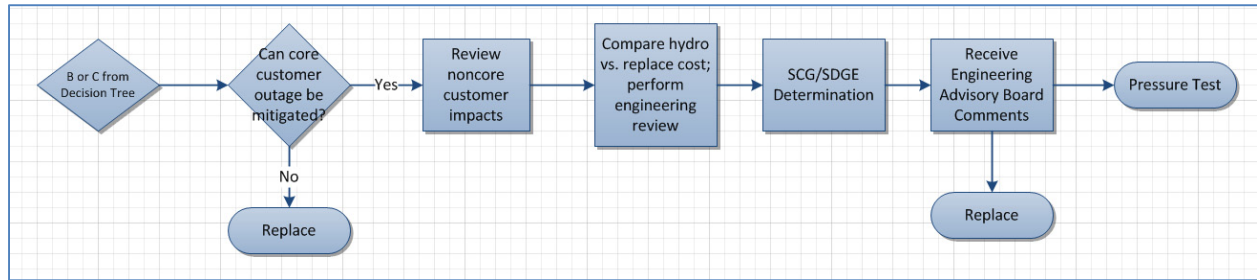 B or C from
Decision Tree
Can core
customer
outage be
mitigated?
Yes
No
Replace
Review
noncore
customer
impacts
Compare hydro
vs. replace cost;
perform
engineering
review
SCG/SDGE
Determination
Receive
Engineering
Advisory Board
Comments
Pressure Test
Replace